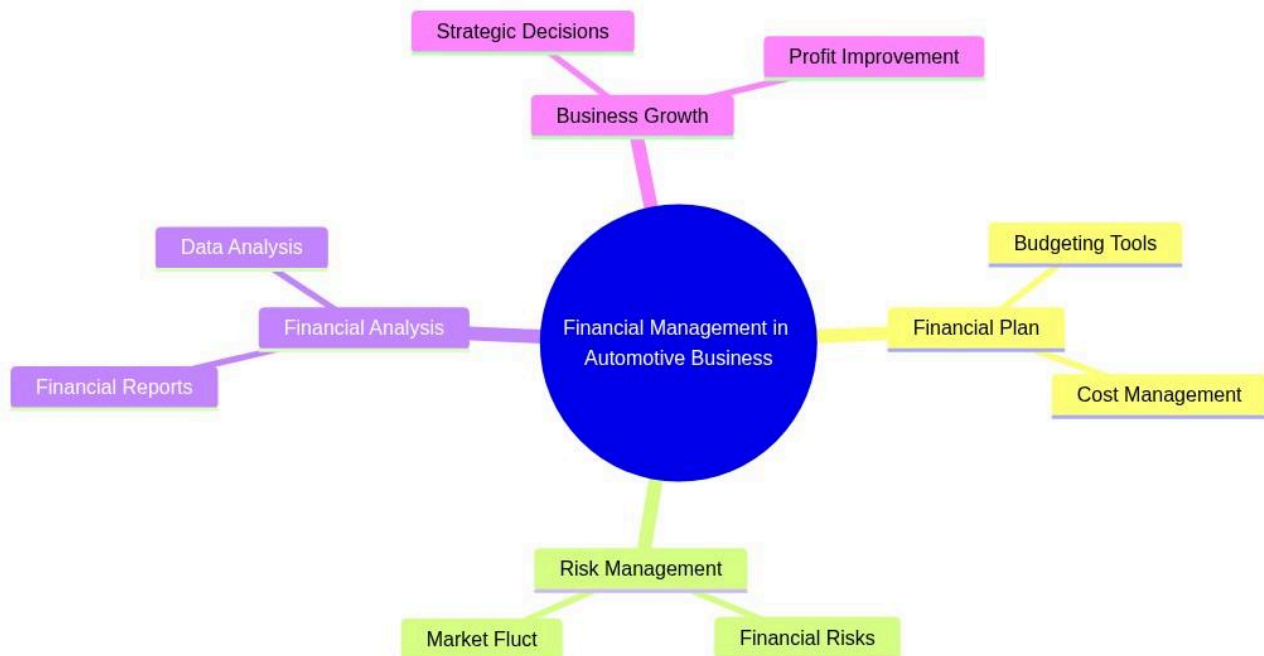 Strategic Decisions
Profit Improvement
Business Growth
Data Analysis
Budgeting Tools
Financial Analysis
Financial Management in
Automotive Business
Financial Plan
Financial Reports
Cost Management
Risk Management
Market Fluct
Financial Risks